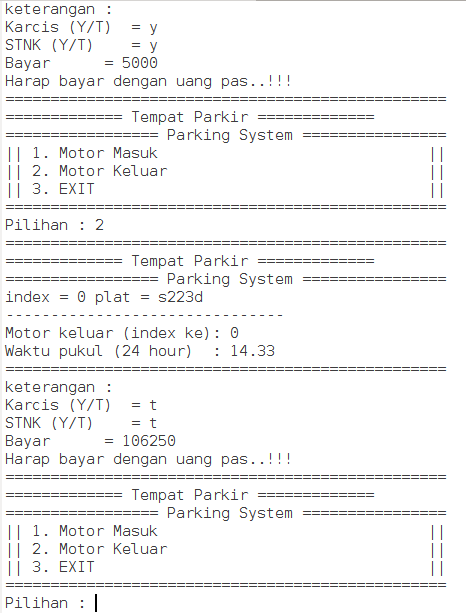 keterangan :
Karcis (Y/T)  = y
STNK (Y/T)    = y
Bayar      = 5000
Harap bayar dengan uang pas..!!!
=================================================
============= Tempat Parkir =============
================= Parking System ================
|| 1. Motor Masuk                              ||
|| 2. Motor Keluar                             ||
|| 3. EXIT                                     ||
=================================================
Pilihan : 2
=================================================
============= Tempat Parkir =============
================= Parking System ================
index = 0 plat = s223d
-------------------------------
Motor keluar (index ke): 0
Waktu pukul (24 hour)  : 14.33
=================================================
keterangan :
Karcis (Y/T)  = t
STNK (Y/T)    = t
Bayar      = 106250
Harap bayar dengan uang pas..!!!
=================================================
============= Tempat Parkir =============
================= Parking System ================
|| 1. Motor Masuk                              ||
|| 2. Motor Keluar                             ||
|| 3. EXIT                                     ||
=================================================
Pilihan :